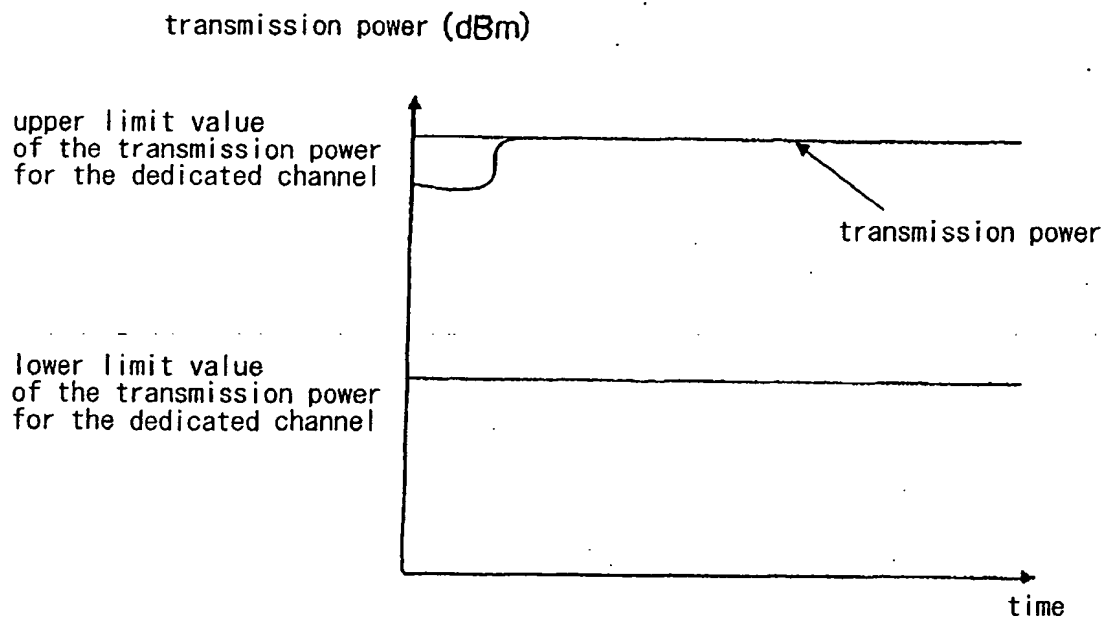 transmission power (dBm)
upper limit value
of the transmission power
for the dedicated channel
transmission power
lower limit value
of the transmission power
for the dedicated channel
time